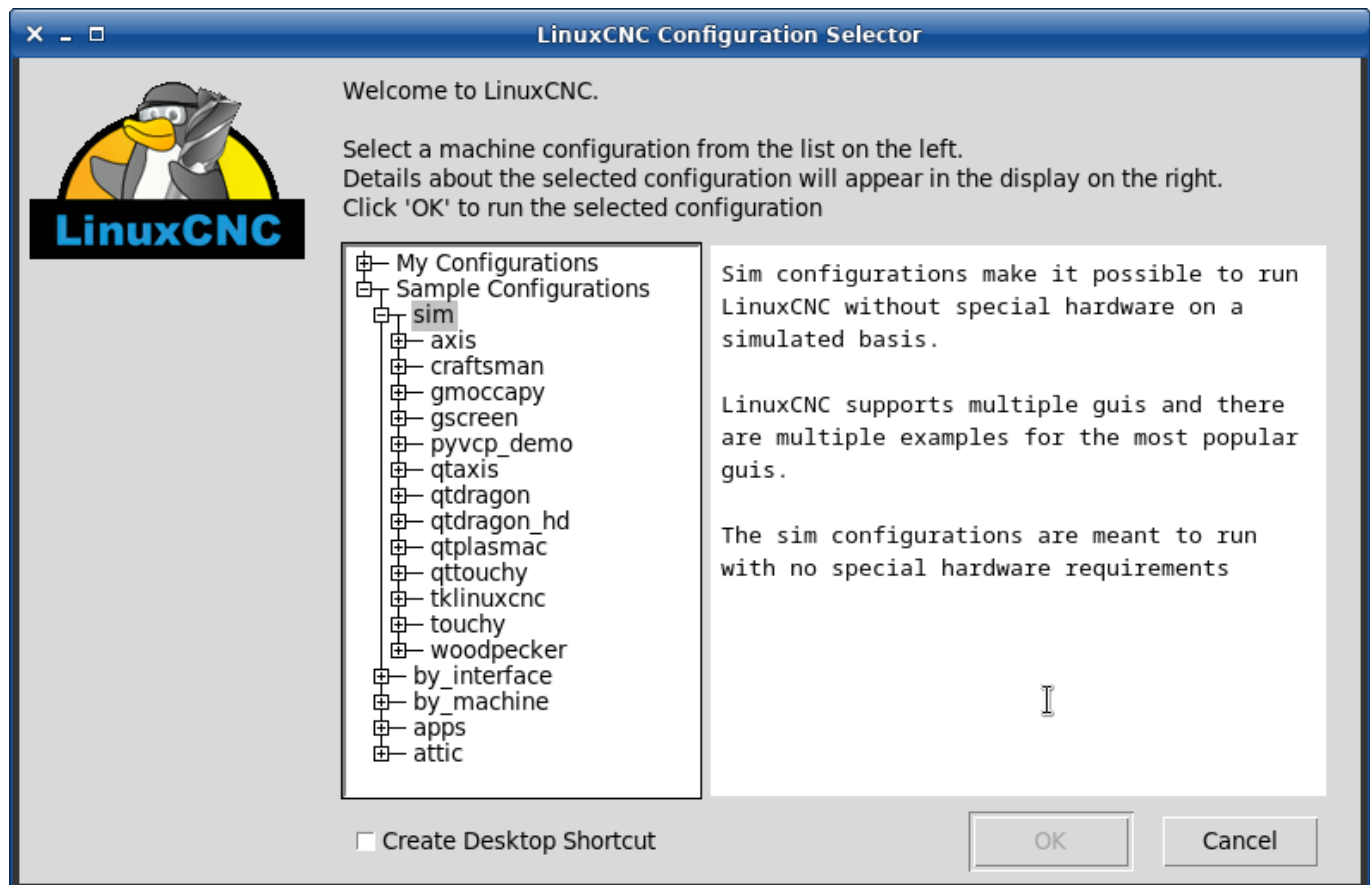 LinuxCNC Configuration Selector
LinuxCNC
Welcome to LinuxCNC.
Select a machine configuration from the list on the left.
Details about the selected configuration will appear in the display on the right.
Click 'OK' to run the selected configuration
My Configurations
Sample Configurations
sim
axis
craftsman
gmoccapy
gscreen
pyvcp_demo
qtaxis
qtdragon
qtdragon_hd
qtplasmac
qttouchy
tklinuxcnc
touchy
woodpecker
by_interface
by_machine
apps
attic
Sim configurations make it possible to run
LinuxCNC without special hardware on a
simulated basis.
LinuxCNC supports multiple guis and there
are multiple examples for the most popular
guis.
The sim configurations are meant to run
with no special hardware requirements
Create Desktop Shortcut
OK
Cancel